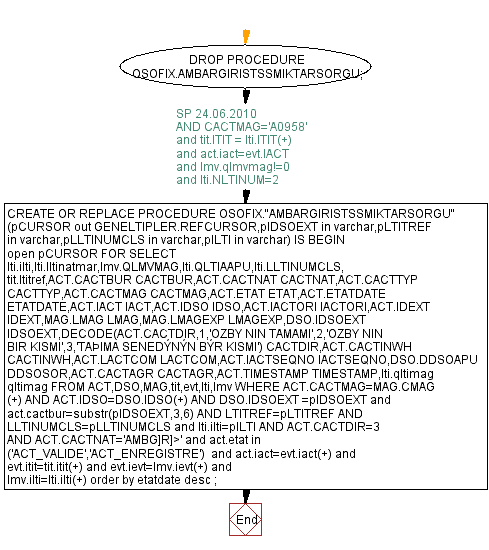 DROP PROCEDURE
OSOFIX.AMBARGIRISTSSMIKTARSORGU;
SP 24.06.2010
AND CACTMAG='A0958'
and tit.ITIT = lti.ITIT(+)
and act.iact=evt.IACT
and lmv.qlmvmag!=0
and lti.NLTINUM=2
CREATE OR REPLACE PROCEDURE OSOFIX."AMBARGIRISTSSMIKTARSORGU"
(pCURSOR out GENELTIPLER.REFCURSOR,pIDSOEXT in varchar,pLTITREF
in varchar,pLLTINUMCLS in varchar,pILTI in varchar) IS BEGIN
open pCURSOR FOR SELECT
lti.ilti,lti.lltinatmar,lmv.QLMVMAG,lti.QLTIAAPU,lti.LLTINUMCLS,
tit.ltitref,ACT.CACTBUR CACTBUR,ACT.CACTNAT CACTNAT,ACT.CACTTYP
CACTTYP,ACT.CACTMAG CACTMAG,ACT.ETAT ETAT,ACT.ETATDATE
ETATDATE,ACT.IACT IACT,ACT.IDSO IDSO,ACT.IACTORI IACTORI,ACT.IDEXT
IDEXT,MAG.LMAG LMAG,MAG.LMAGEXP LMAGEXP,DSO.IDSOEXT
IDSOEXT,DECODE(ACT.CACTDIR,1,'OZBY NIN TAMAMI',2,'OZBY NIN
BIR KISMI',3,'TAÞIMA SENEDÝNÝN BÝR KISMI') CACTDIR,ACT.CACTINWH
CACTINWH,ACT.LACTCOM LACTCOM,ACT.IACTSEQNO IACTSEQNO,DSO.DDSOAPU
DDSOSOR,ACT.CACTAGR CACTAGR,ACT.TIMESTAMP TIMESTAMP,lti.qltimag
qltimag FROM ACT,DSO,MAG,tit,evt,lti,lmv WHERE ACT.CACTMAG=MAG.CMAG
(+) AND ACT.IDSO=DSO.IDSO(+) AND DSO.IDSOEXT =pIDSOEXT and
act.cactbur=substr(pIDSOEXT,3,6) AND LTITREF=pLTITREF AND
LLTINUMCLS=pLLTINUMCLS and lti.ilti=pILTI AND ACT.CACTDIR=3
AND ACT.CACTNAT='AMBG]R]>' and act.etat in
('ACT_VALIDE','ACT_ENREGISTRE') and act.iact=evt.iact(+) and
evt.itit=tit.itit(+) and evt.ievt=lmv.ievt(+) and
lmv.ilti=lti.ilti(+) order by etatdate desc ;
End